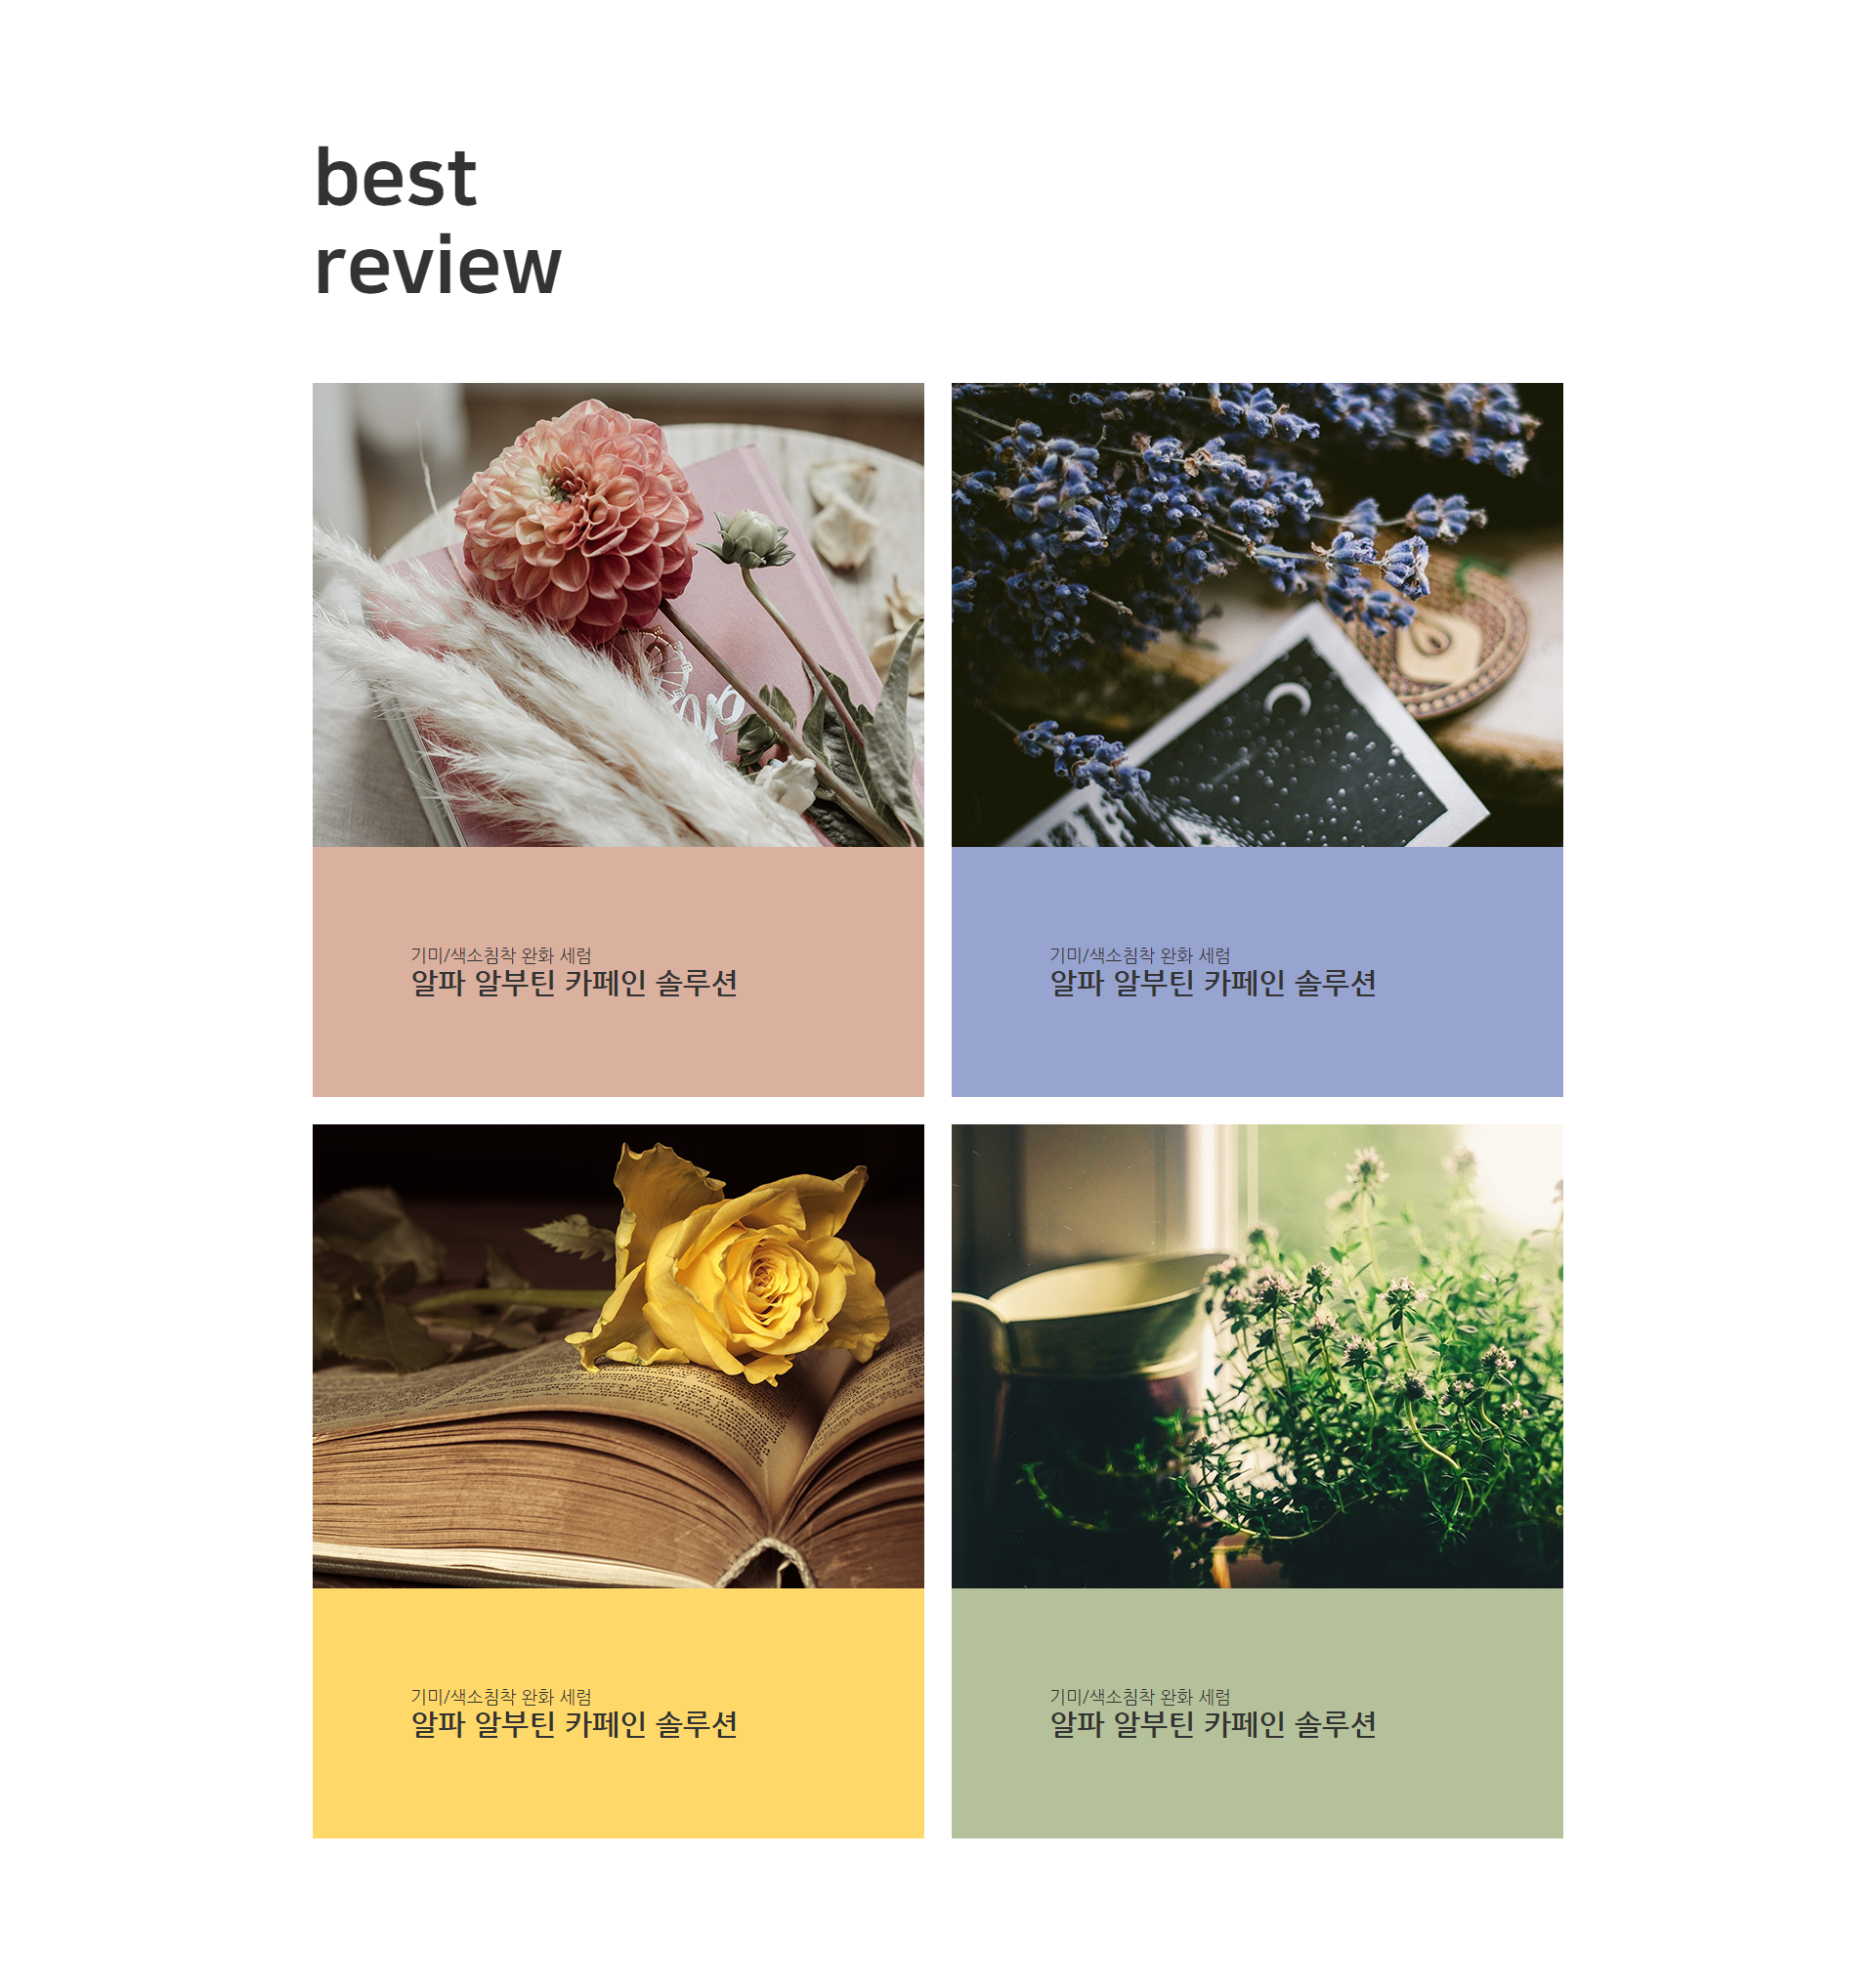 best
review
기미/색소침착 완화 세럼
알파 알부틴 카페인 솔루션
기미/색소침착 완화 세럼
알파 알부틴 카페인 솔루션
기미/색소침착 완화 세럼
알파 알부틴 카페인 솔루션
기미/색소침착 완화 세럼
알파 알부틴 카페인 솔루션